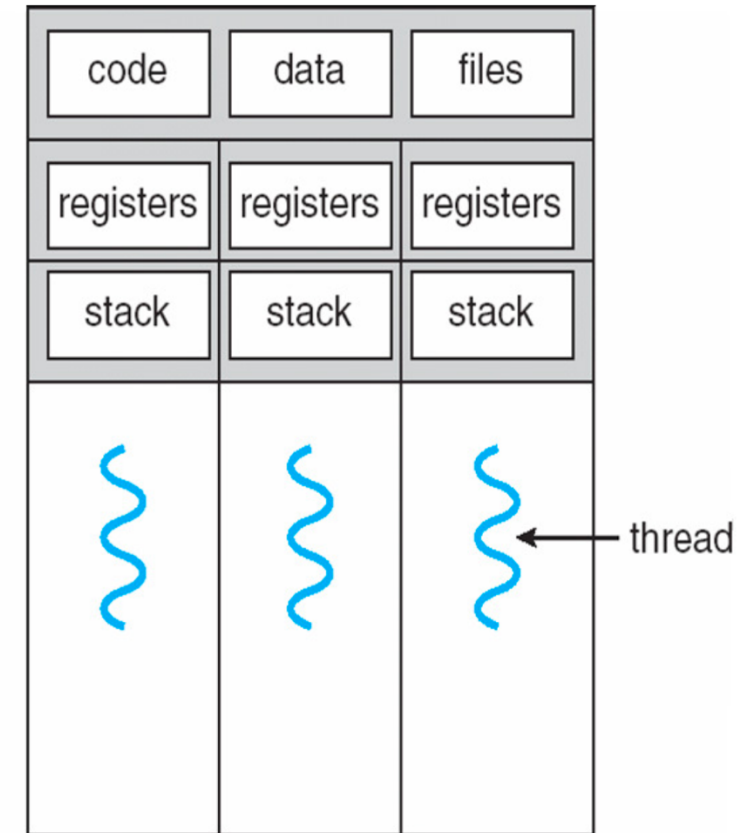 code data files
registers registers registers
stack stack stack
thread